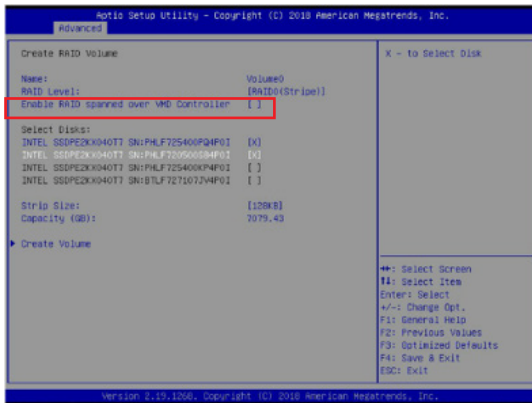 Aptio Setup Utility - Copyright (C) 2018 American Megatrends, Inc.
Advanced
Create RAID Volume
X - to Select Disk
Name: Volume0
RAID Level: [RAID0(Stripe)]
Enable RAID spanned over VMD Controller [ ]
Select Disks:
INTEL SSDPE2KX040T7 SN:PHLF725400PQ4P0I [X]
INTEL SSDPE2KX040T7 SN:PHLF720500S84P0I [X]
INTEL SSDPE2KX040T7 SN:PHLF725400KP4P0I [ ]
INTEL SSDPE2KX040T7 SN:BTLF727107JV4P0I [ ]
Strip Size: [128KB]
Capacity (GB): 7079.43
Create Volume
: Select Screen
: Select Item
Enter: Select
+/-: Change Opt.
F1: General Help
F2: Previous Values
F3: Optimized Defaults
F4: Save & Exit
ESC: Exit
Version 2.19.1268. Copyright (C) 2018 American Megatrends, Inc.